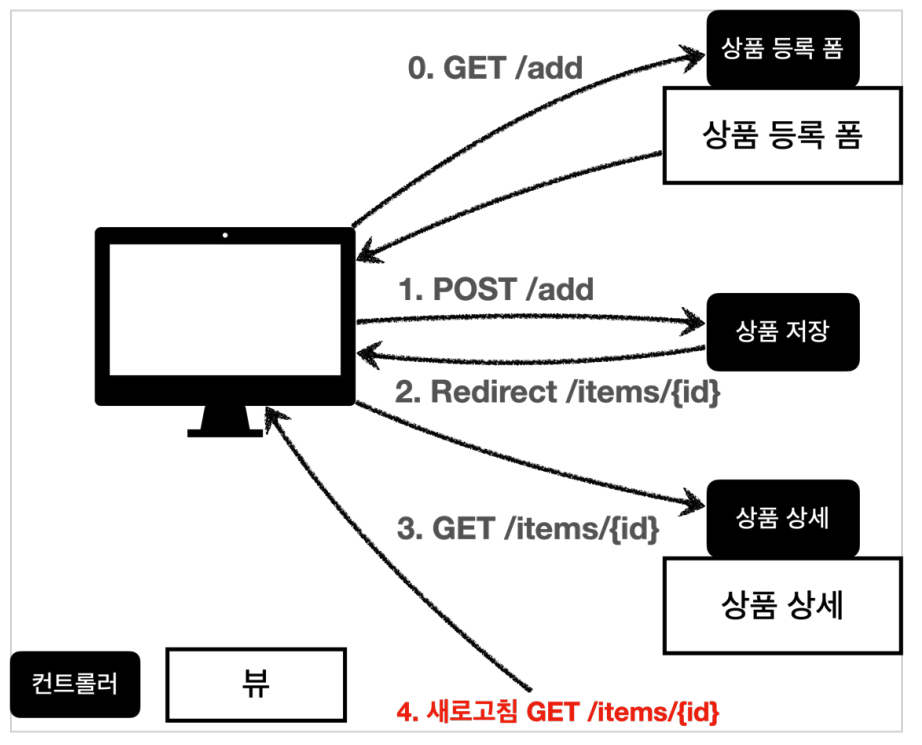 상품 등록 폼
0. GET /add
상품 등록 폼
1. POST /add
상품 저장
2. Redirect /items/{id}
상품 상세
3. GET /items/{id}
상품 상세
컨트롤러
뷰
4. 새로고침 GET /items/{id}